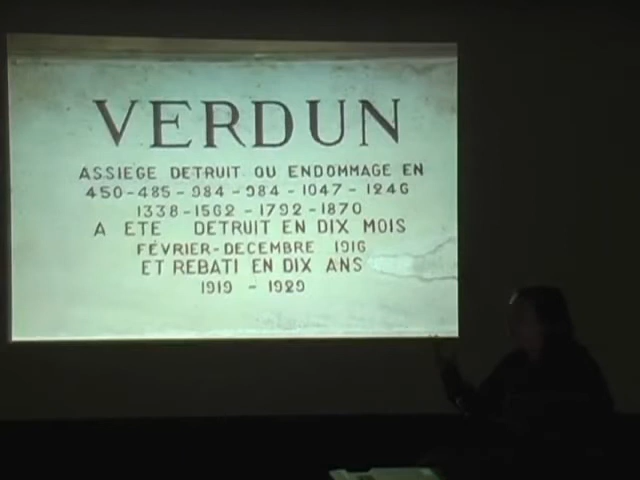 VERDUN
ASSIEGE DETRUIT OU ENDOMMAGE EN
450-485-984-984-1047-1246
1338-1562-1792-1870
A ETE DETRUIT EN DIX MOIS
FÉVRIER-DECEMBRE 1916
ET REBATI EN DIX ANS
1919 - 1929